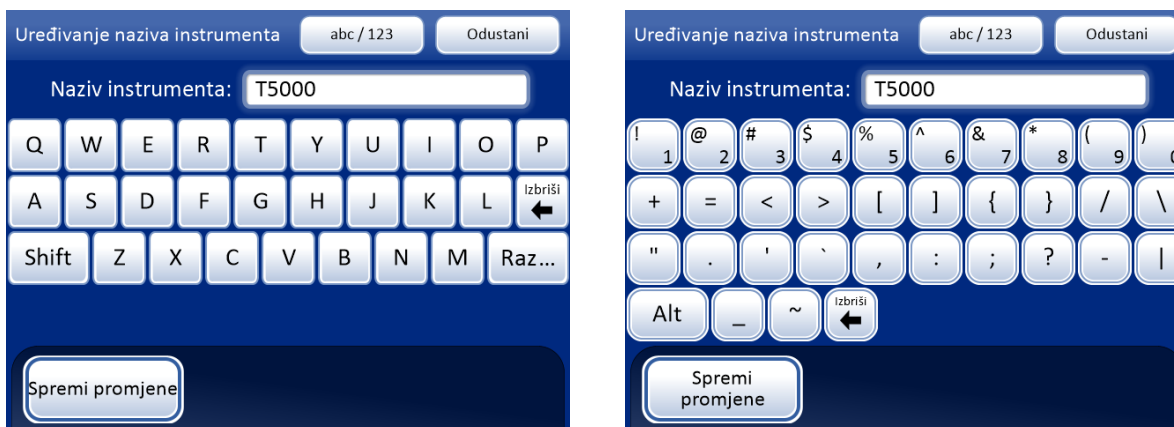 Uređivanje naziva instrumenta abc / 123 Odustani
Naziv instrumenta: T5000
Q W E R T Y U I O P
A S D F G H J K L Izbriši
Shift Z X C V B N M Raz...
Spremi promjene
Uređivanje naziva instrumenta abc / 123 Odustani
Naziv instrumenta: T5000
! 1 @ 2 # 3 $ 4 % 5 ^ 6 & 7 * 8 ( 9 ) 0
+ = < > [ ] { } / \
" . ' ` , : ; ? - |
Alt _ ~ Izbriši
Spremi
promjene